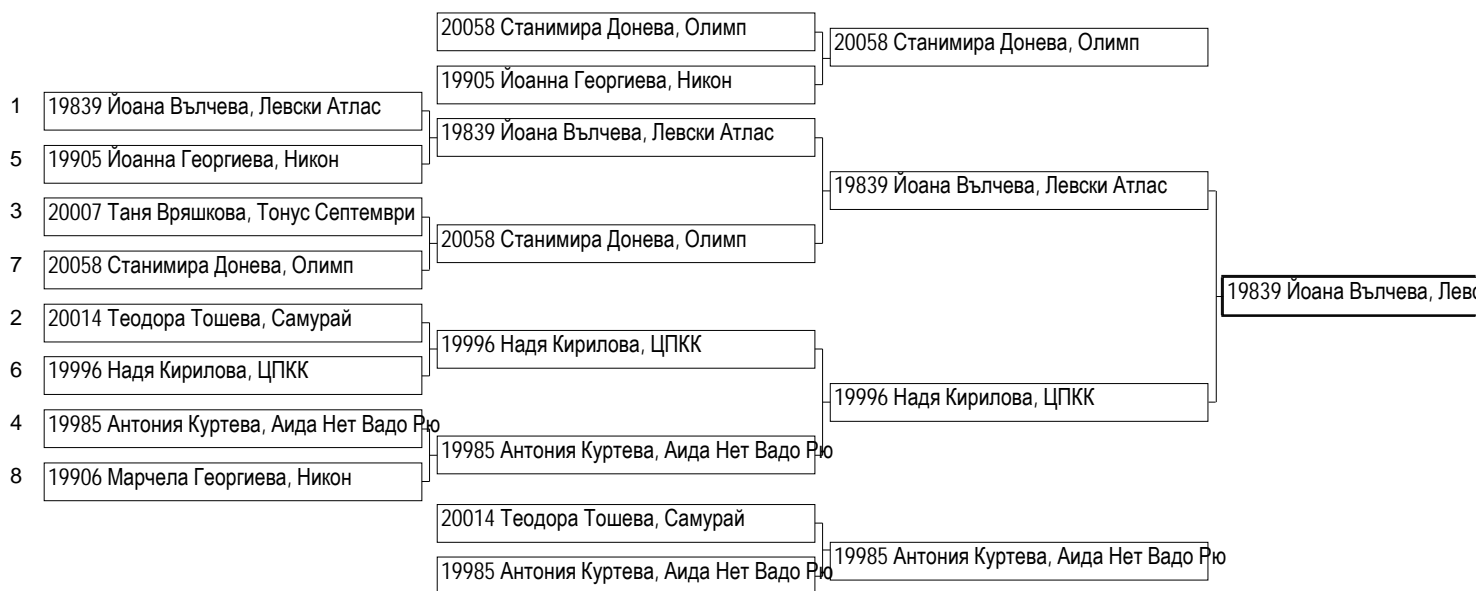 20058 Станимира Донева, Олимп
20058 Станимира Донева, Олимп
19905 Йоанна Георгиева, Никон
1 19839 Йоана Вълчева, Левски Атлас
19839 Йоана Вълчева, Левски Атлас
5 19905 Йоанна Георгиева, Никон
19839 Йоана Вълчева, Левски Атлас
3 20007 Таня Вряшкова, Тонус Септември
20058 Станимира Донева, Олимп
7 20058 Станимира Донева, Олимп
19839 Йоана Вълчева,
2 20014 Теодора Тошева, Самурай
19996 Надя Кирилова, ЦПКК
6 19996 Надя Кирилова, ЦПКК
19996 Надя Кирилова, ЦПКК
4 19985 Антония Куртева, Аида Нет Вадо Рю
19985 Антония Куртева, Аида Нет Вадо Рю
8 19906 Марчела Георгиева, Никон
20014 Теодора Тошева, Самурай
19985 Антония Куртева, Аида Нет Вадо Рю
19985 Антония Куртева, Аида Нет Вадо Рю